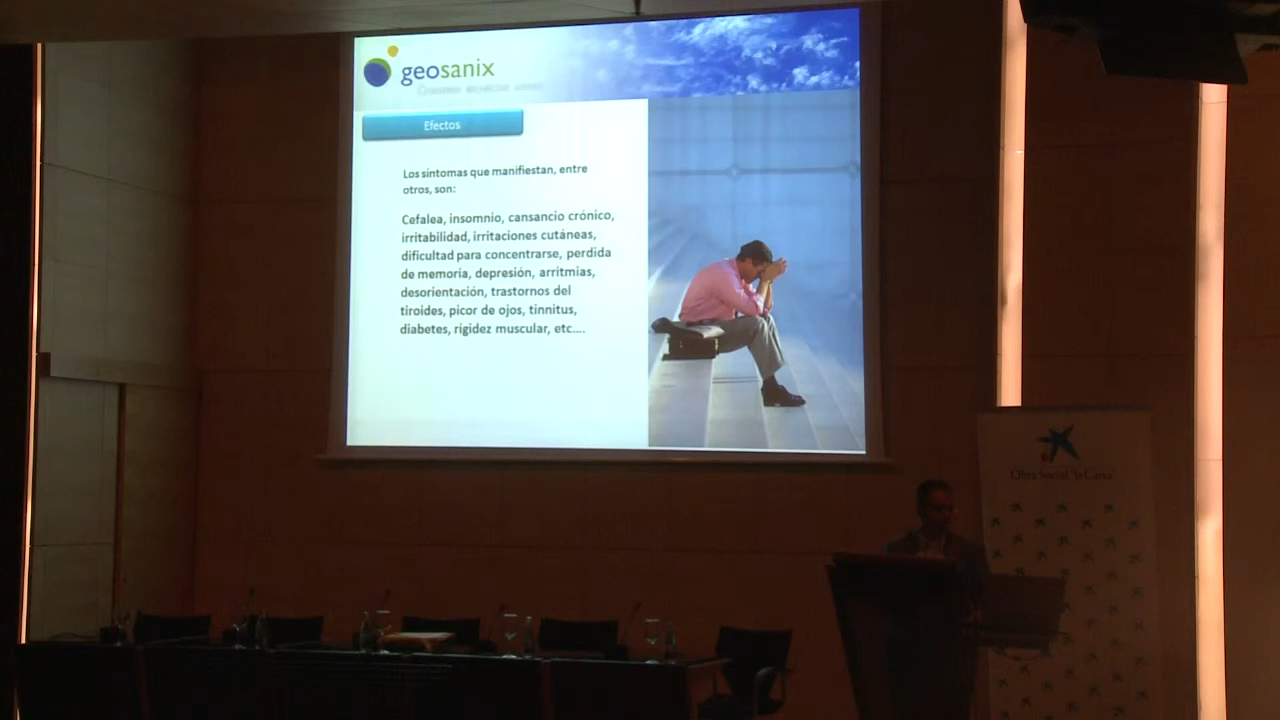 geosanix
Efectos
Los síntomas que manifiestan, entre
otros, son:
Cefalea, insomnio, cansancio crónico,
irritabilidad, irritaciones cutáneas,
dificultad para concentrarse, perdida
de memoria, depresión, arritmias,
desorientación, trastornos del
tiroides, picor de ojos, tinnitus,
diabetes, rigidez muscular, etc....
Obra Social "la Caixa"